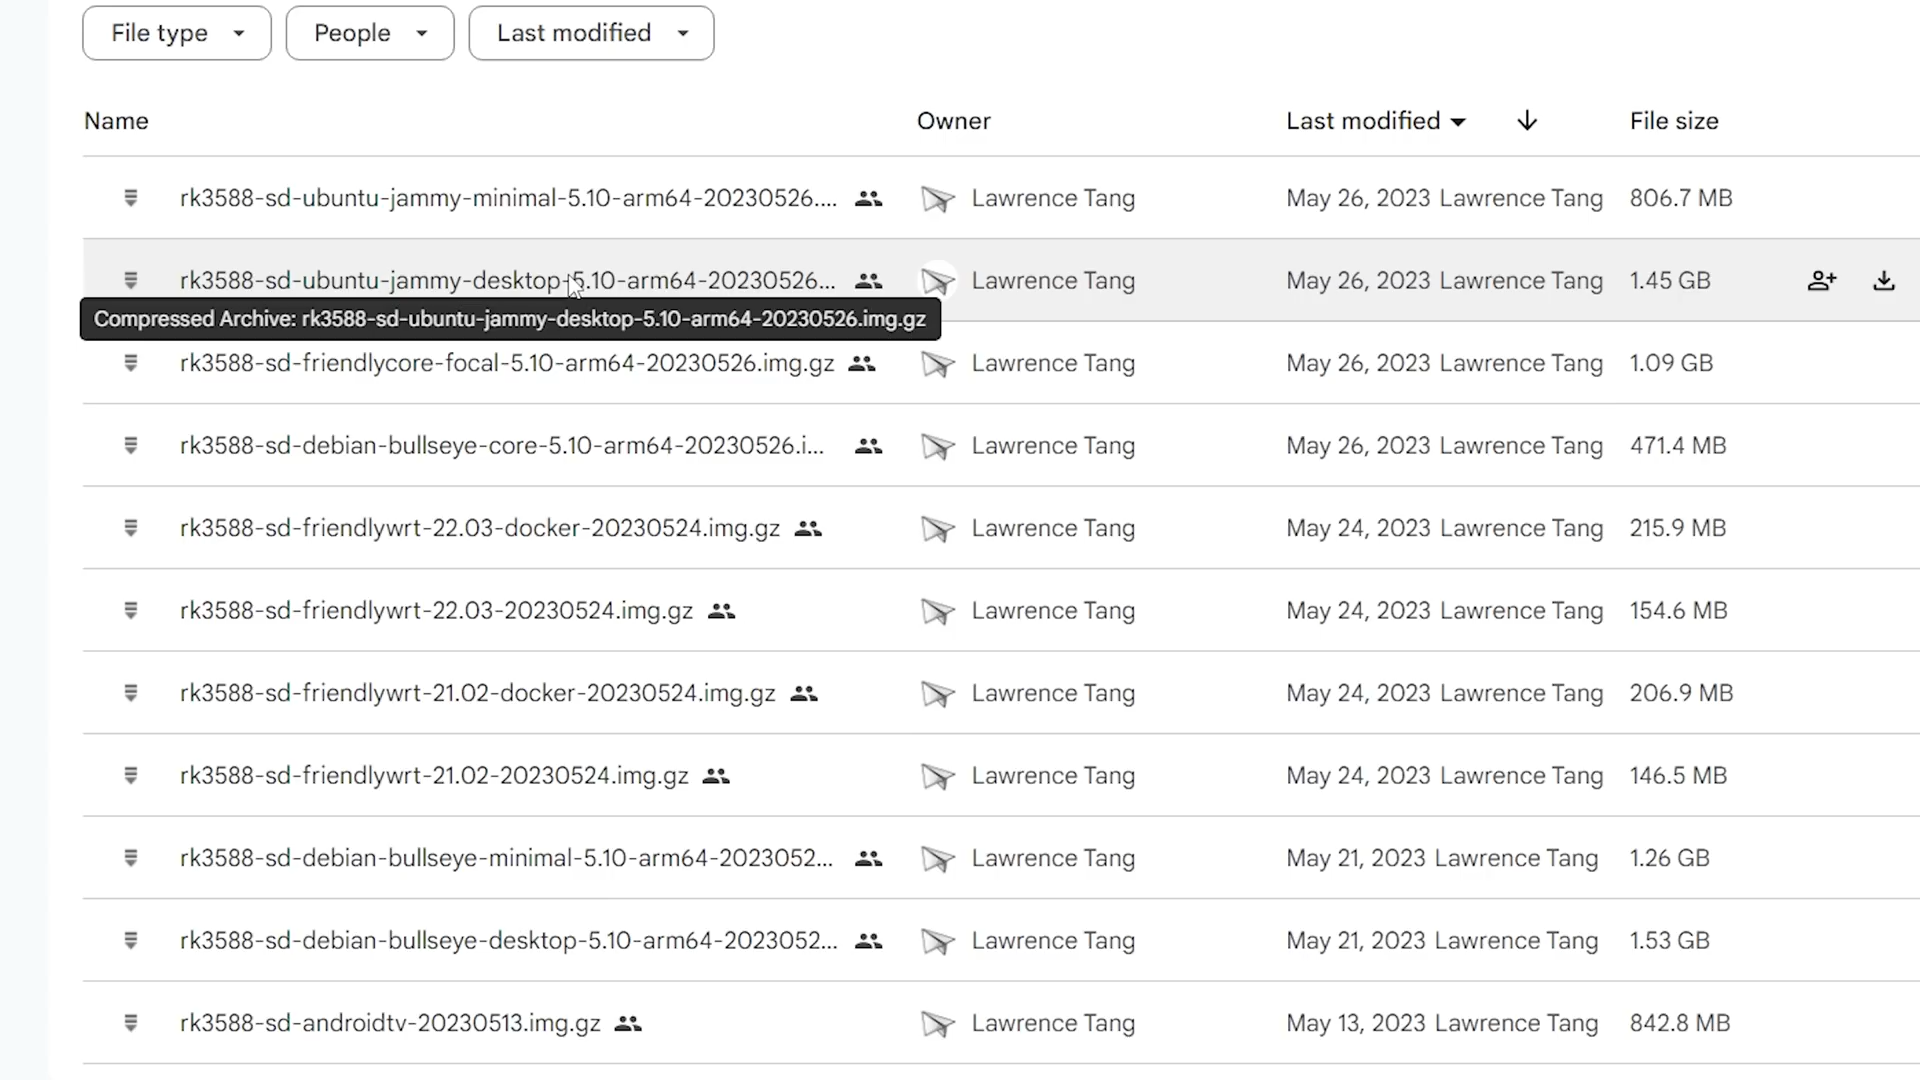 File type People Last modified
Name Owner Last modified File size
rk3588-sd-ubuntu-jammy-minimal-5.10-arm64-20230526.... Lawrence Tang May 26, 2023 Lawrence Tang 806.7 MB
rk3588-sd-ubuntu-jammy-desktop-5.10-arm64-20230526... Lawrence Tang May 26, 2023 Lawrence Tang 1.45 GB
Compressed Archive: rk3588-sd-ubuntu-jammy-desktop-5.10-arm64-20230526.img.gz
rk3588-sd-friendlycore-focal-5.10-arm64-20230526.img.gz Lawrence Tang May 26, 2023 Lawrence Tang 1.09 GB
rk3588-sd-debian-bullseye-core-5.10-arm64-20230526.i... Lawrence Tang May 26, 2023 Lawrence Tang 471.4 MB
rk3588-sd-friendlywrt-22.03-docker-20230524.img.gz Lawrence Tang May 24, 2023 Lawrence Tang 215.9 MB
rk3588-sd-friendlywrt-22.03-20230524.img.gz Lawrence Tang May 24, 2023 Lawrence Tang 154.6 MB
rk3588-sd-friendlywrt-21.02-docker-20230524.img.gz Lawrence Tang May 24, 2023 Lawrence Tang 206.9 MB
rk3588-sd-friendlywrt-21.02-20230524.img.gz Lawrence Tang May 24, 2023 Lawrence Tang 146.5 MB
rk3588-sd-debian-bullseye-minimal-5.10-arm64-2023052... Lawrence Tang May 21, 2023 Lawrence Tang 1.26 GB
rk3588-sd-debian-bullseye-desktop-5.10-arm64-2023052... Lawrence Tang May 21, 2023 Lawrence Tang 1.53 GB
rk3588-sd-androidtv-20230513.img.gz Lawrence Tang May 13, 2023 Lawrence Tang 842.8 MB